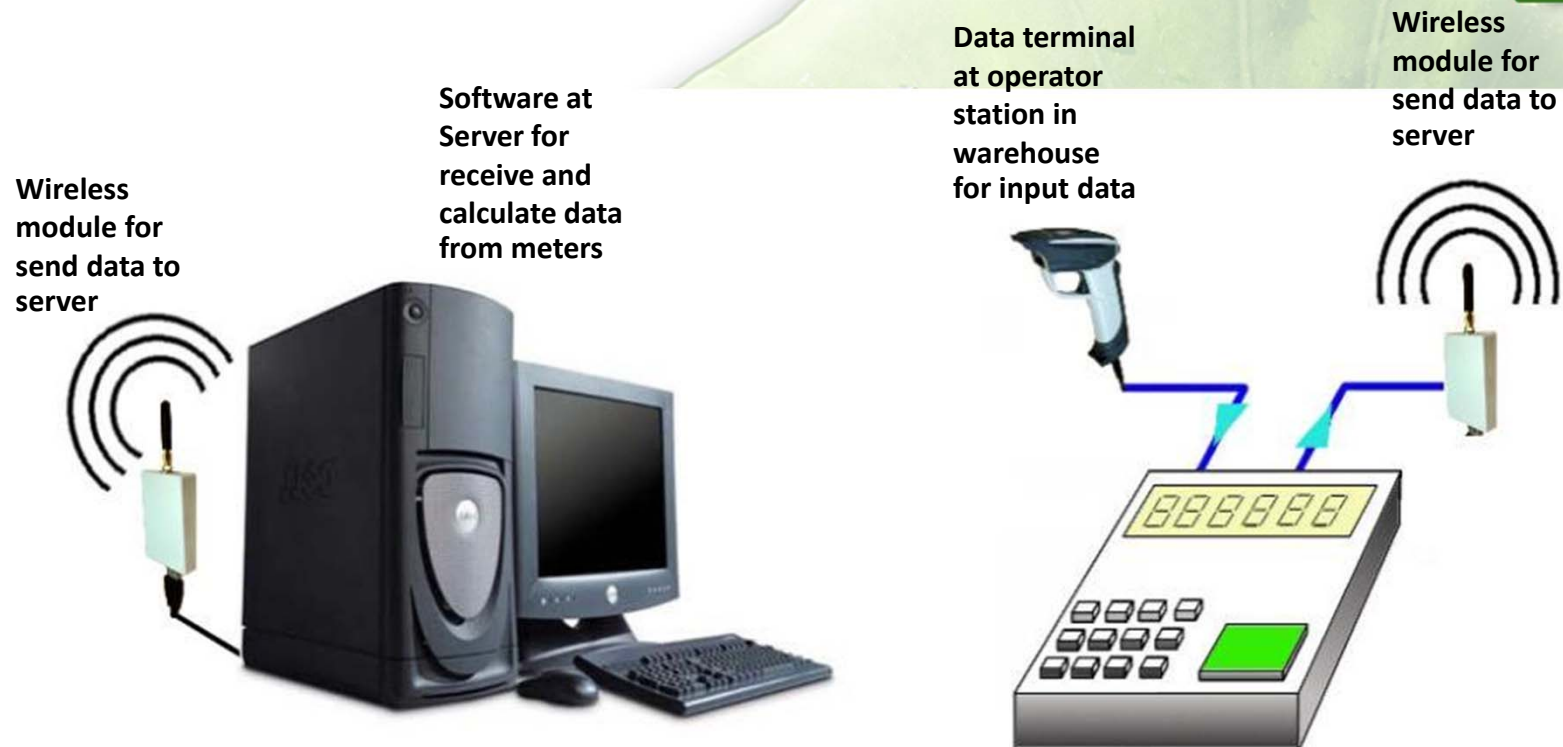 Wireless
module for
send data to
server
Software at
Server for
receive and
calculate data
from meters
Data terminal
at operator
station in
warehouse
for input data
Wireless
module for
send data to
server
888888